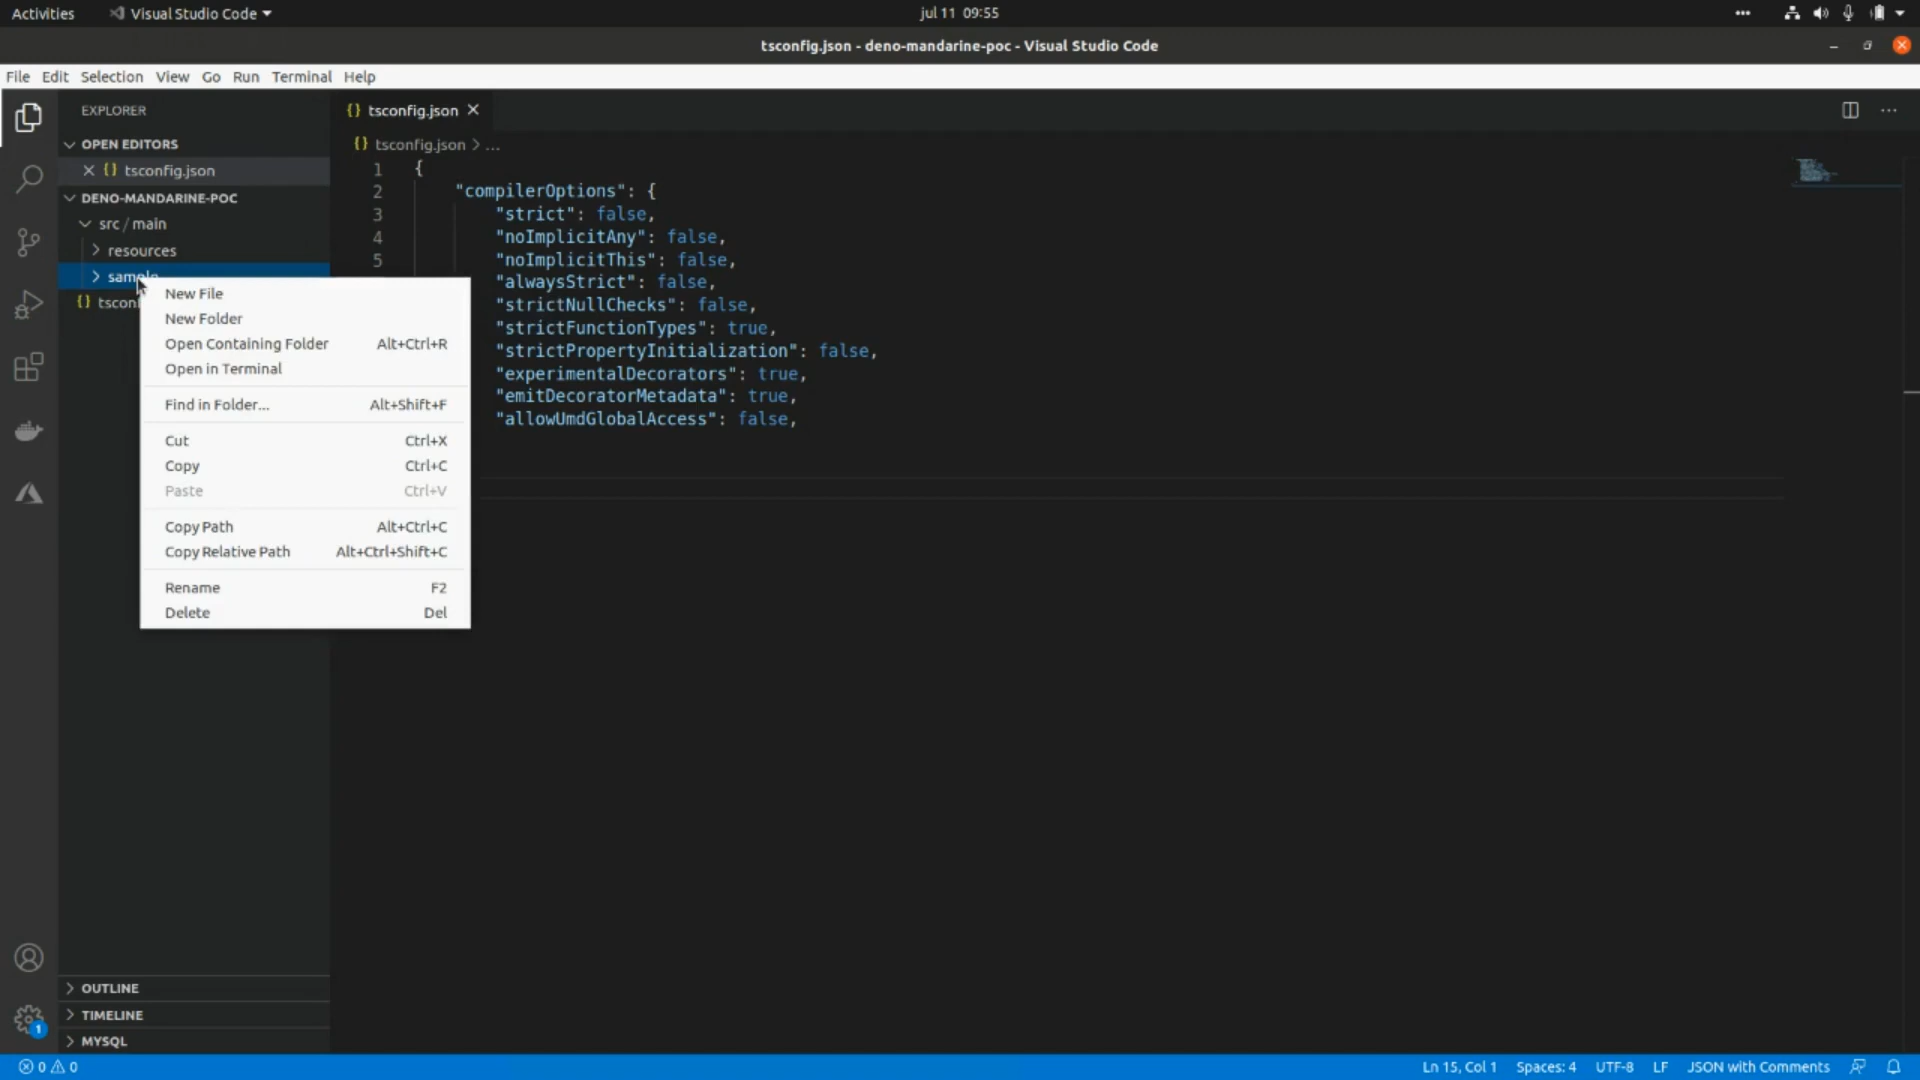 Activities Visual Studio Code jul 11 09:55
tsconfig.json - deno-mandarine-poc - Visual Studio Code
File Edit Selection View Go Run Terminal Help
EXPLORER
OPEN EDITORS
{} tsconfig.json
DENO-MANDARINE-POC
src / main
resources
sample
{} tsconf
New File
New Folder
Open Containing Folder Alt+Ctrl+R
Open in Terminal
Find in Folder... Alt+Shift+F
Cut Ctrl+X
Copy Ctrl+C
Paste Ctrl+V
Copy Path Alt+Ctrl+C
Copy Relative Path Alt+Ctrl+Shift+C
Rename F2
Delete Del
OUTLINE
TIMELINE
MYSQL
{} tsconfig.json
{} tsconfig.json > ...
1 {
2 "compilerOptions": {
3 "strict": false,
4 "noImplicitAny": false,
5 "noImplicitThis": false,
"alwaysStrict": false,
"strictNullChecks": false,
"strictFunctionTypes": true,
"strictPropertyInitialization": false,
"experimentalDecorators": true,
"emitDecoratorMetadata": true,
"allowUmdGlobalAccess": false,
1
0 0 Ln 15, Col 1 Spaces: 4 UTF-8 LF JSON with Comments